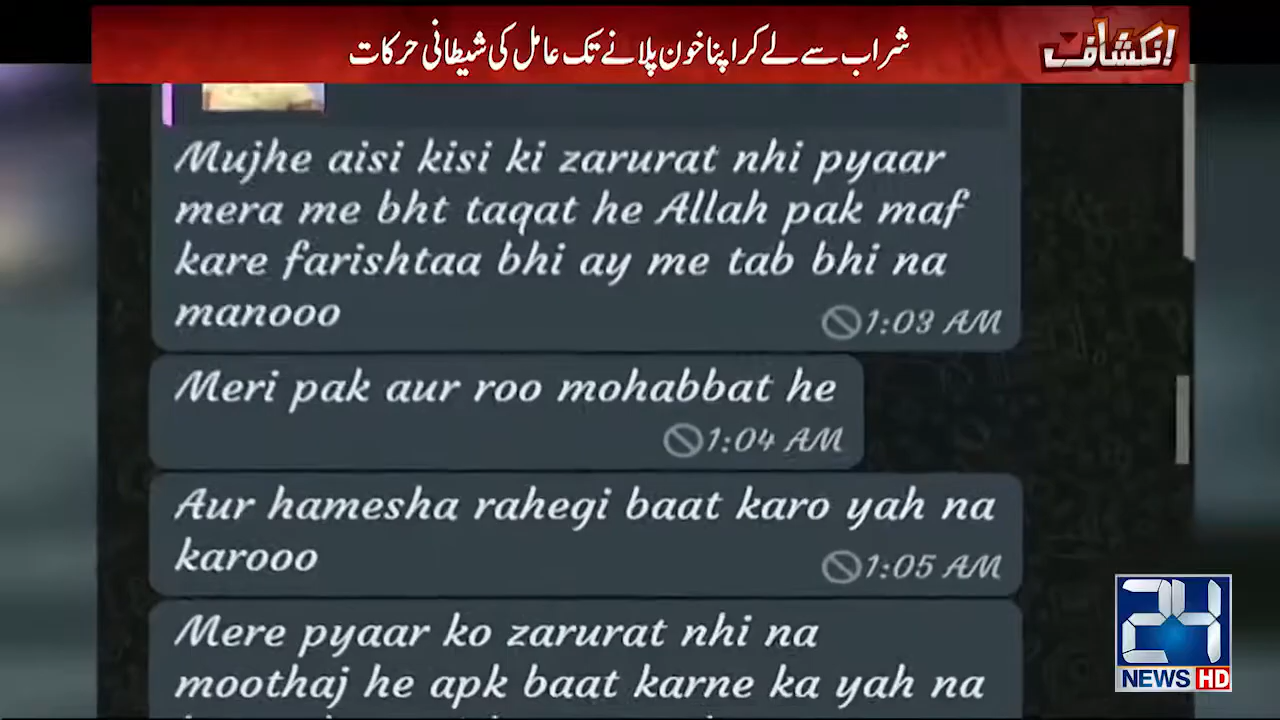 شراب سے لے کر اپنا خون پلانے تک عامل کی شیطانی حرکات
انکشاف
Mujhe aisi kisi ki zarurat nhi pyaar
mera me bht taqat he Allah pak maf
kare farishtaa bhi ay me tab bhi na
manooo
1:03 AM
Meri pak aur roo mohabbat he
1:04 AM
Aur hamesha rahegi baat karo yah na
karooo
1:05 AM
Mere pyaar ko zarurat nhi na
moothaj he apk baat karne ka yah na
24
NEWS HD